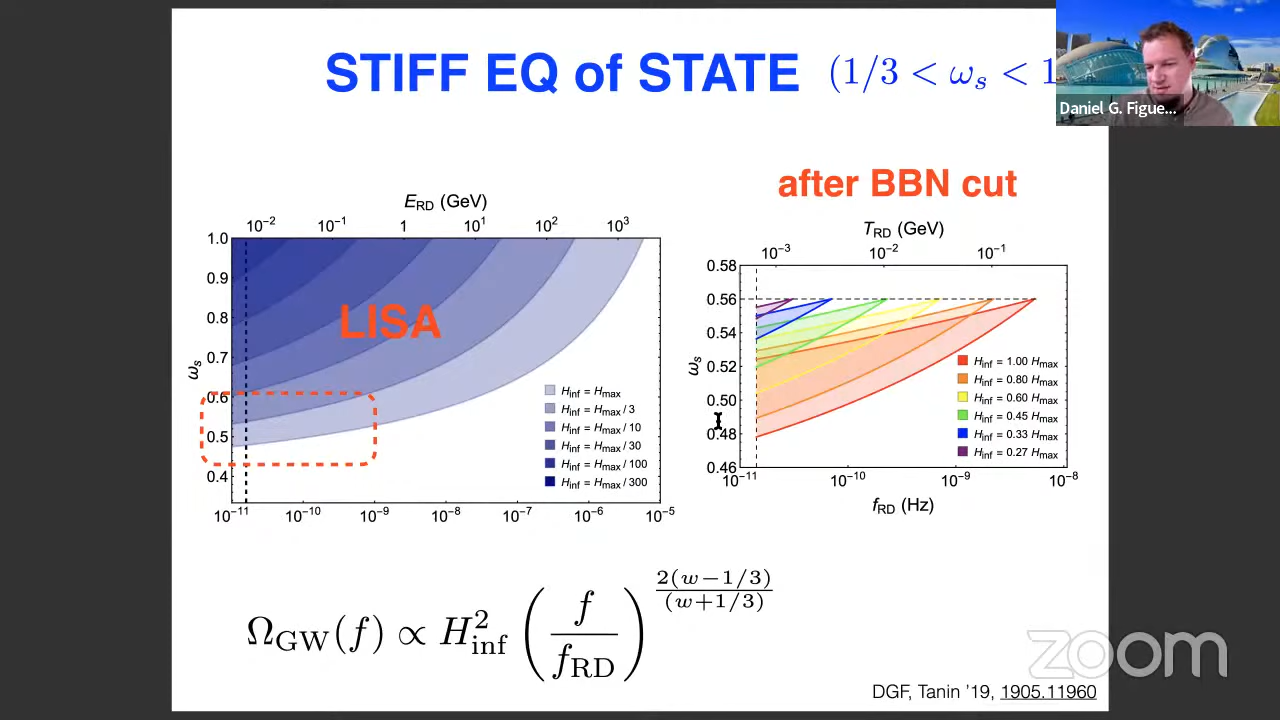 STIFF EQ of STATE (1/3 < ω_s < 1
Daniel G. Figue...
after BBN cut
E_RD (GeV)
10^-2 10^-1 1 10^1 10^2 10^3
1.0
0.9
0.8
0.7
0.6
0.5
0.4
ω_s
LISA
H_inf = H_max
H_inf = H_max / 3
H_inf = H_max / 10
H_inf = H_max / 30
H_inf = H_max / 100
H_inf = H_max / 300
10^-11 10^-10 10^-9 10^-8 10^-7 10^-6 10^-5
T_RD (GeV)
10^-3 10^-2 10^-1
0.58
0.56
0.54
0.52
0.50
0.48
0.46
ω_s
H_inf = 1.00 H_max
H_inf = 0.80 H_max
H_inf = 0.60 H_max
H_inf = 0.45 H_max
H_inf = 0.33 H_max
H_inf = 0.27 H_max
10^-11 10^-10 10^-9 10^-8
f_RD (Hz)
Ω_GW(f) ∝ H_inf^2 (f / f_RD)^(2(w−1/3) / (w+1/3))
zoom
DGF, Tanin '19, 1905.11960